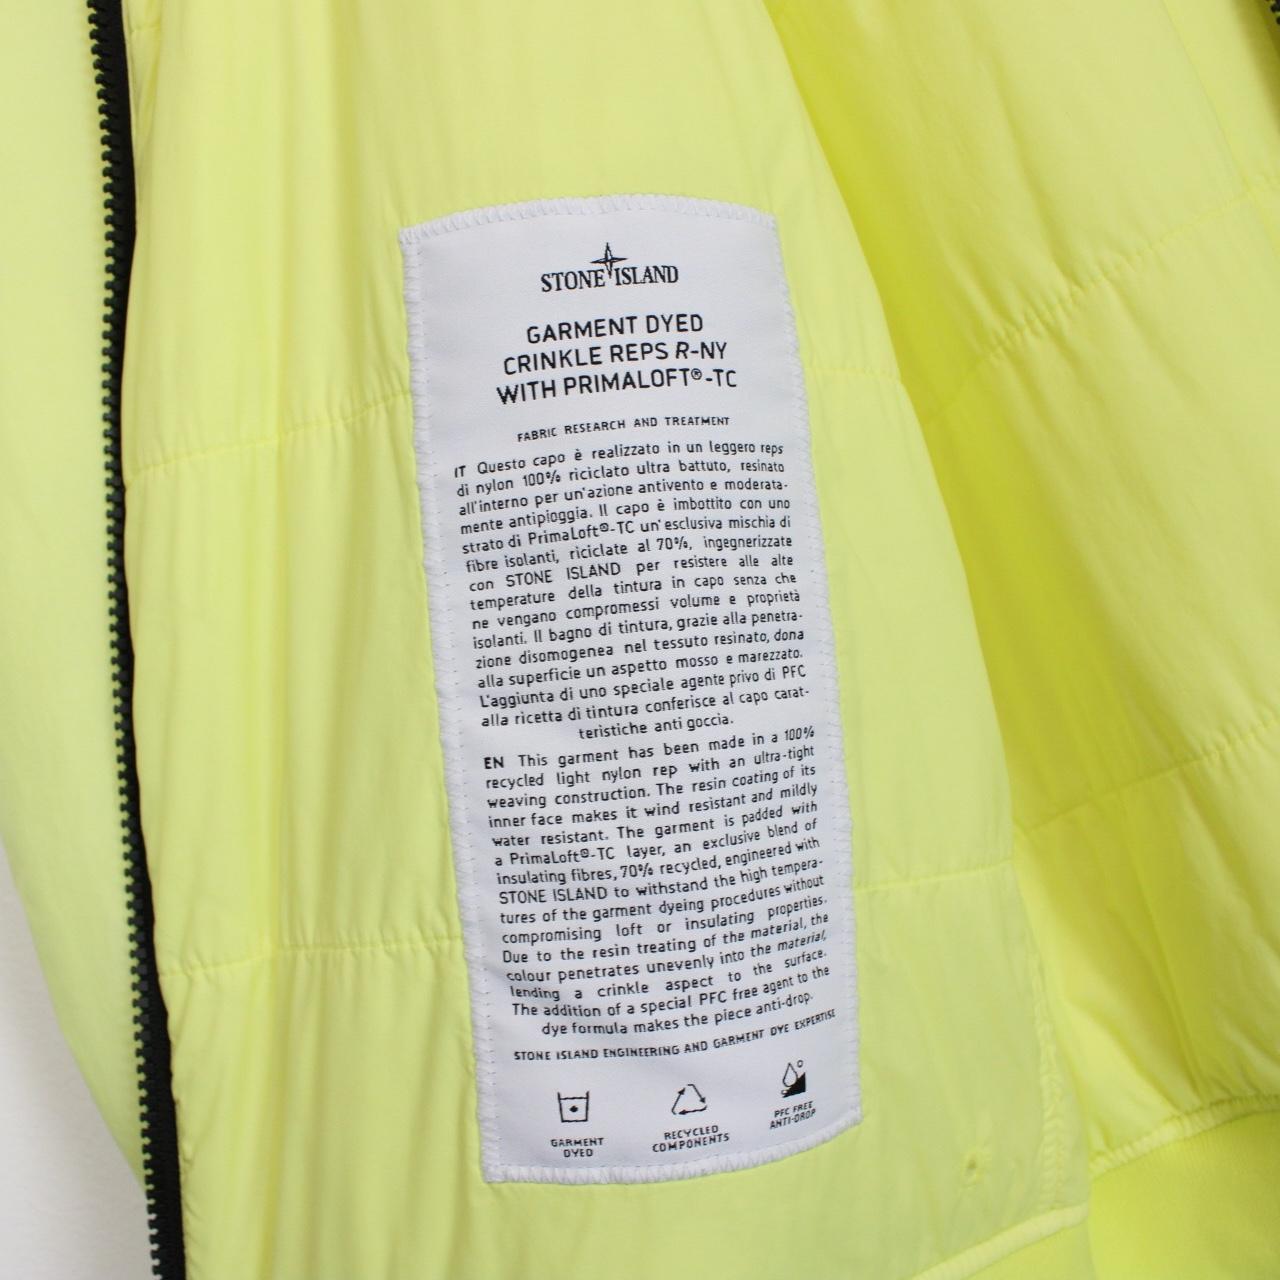 STONE ISLAND
GARMENT DYED
CRINKLE REPS R-NY
WITH PRIMALOFT®-TC
FABRIC RESEARCH AND TREATMENT
IT Questo capo è realizzato in un leggero reps
di nylon 100% riciclato ultra battuto, resinato
all'interno per un'azione antivento e moderata-
mente antipioggia. Il capo è imbottito con uno
strato di PrimaLoft®-TC un'esclusiva mischia di
fibre isolanti, riciclate al 70%, ingegnerizzate
con STONE ISLAND per resistere alle alte
temperature della tintura in capo senza che
ne vengano compromessi volume e proprietà
isolanti. Il bagno di tintura, grazie alla penetra-
zione disomogenea nel tessuto resinato, dona
alla superficie un aspetto mosso e marezzato.
L'aggiunta di uno speciale agente privo di PFC
alla ricetta di tintura conferisce al capo carat-
teristiche anti goccia.
EN This garment has been made in a 100%
recycled light nylon rep with an ultra-tight
weaving construction. The resin coating of its
inner face makes it wind resistant and mildly
water resistant. The garment is padded with
a PrimaLoft®-TC layer, an exclusive blend of
insulating fibres, 70% recycled, engineered with
STONE ISLAND to withstand the high tempera-
tures of the garment dyeing procedures without
compromising loft or insulating properties.
Due to the resin treating of the material, the
colour penetrates unevenly into the material,
lending a crinkle aspect to the surface.
The addition of a special PFC free agent to the
dye formula makes the piece anti-drop.
STONE ISLAND ENGINEERING AND GARMENT DYE EXPERTISE
GARMENT
DYED
RECYCLED
COMPONENTS
PFC FREE
ANTI-DROP